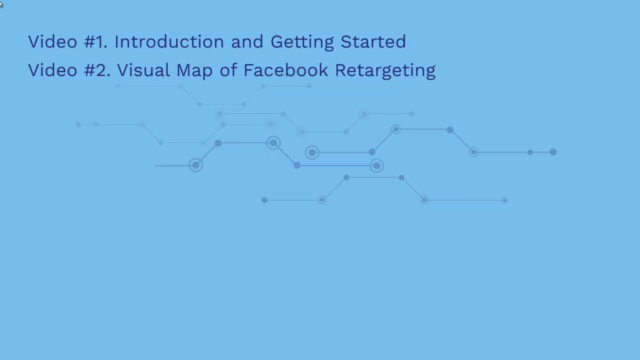 Video #1. Introduction and Getting Started
Video #2. Visual Map of Facebook Retargeting